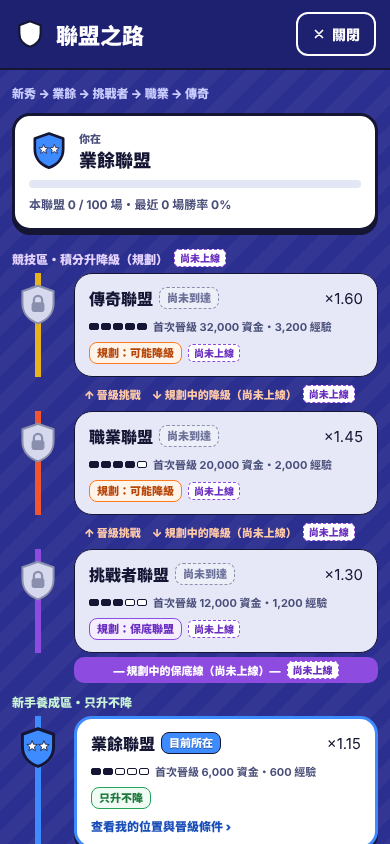 聯盟之路
× 關閉
新秀 → 業餘 → 挑戰者 → 職業 → 傳奇
你在
業餘聯盟
本聯盟 0 / 100 場・最近 0 場勝率 0%
競技區・積分升降級（規劃） 尚未上線
傳奇聯盟 尚未到達 ×1.60
首次晉級 32,000 資金・3,200 經驗
規劃：可能降級 尚未上線
↑ 晉級挑戰 ↓ 規劃中的降級（尚未上線） 尚未上線
職業聯盟 尚未到達 ×1.45
首次晉級 20,000 資金・2,000 經驗
規劃：可能降級 尚未上線
↑ 晉級挑戰 ↓ 規劃中的降級（尚未上線） 尚未上線
挑戰者聯盟 尚未到達 ×1.30
首次晉級 12,000 資金・1,200 經驗
規劃：保底聯盟 尚未上線
— 規劃中的保底線（尚未上線）— 尚未上線
新手養成區・只升不降
業餘聯盟 目前所在 ×1.15
首次晉級 6,000 資金・600 經驗
只升不降
查看我的位置與晉級條件 ›